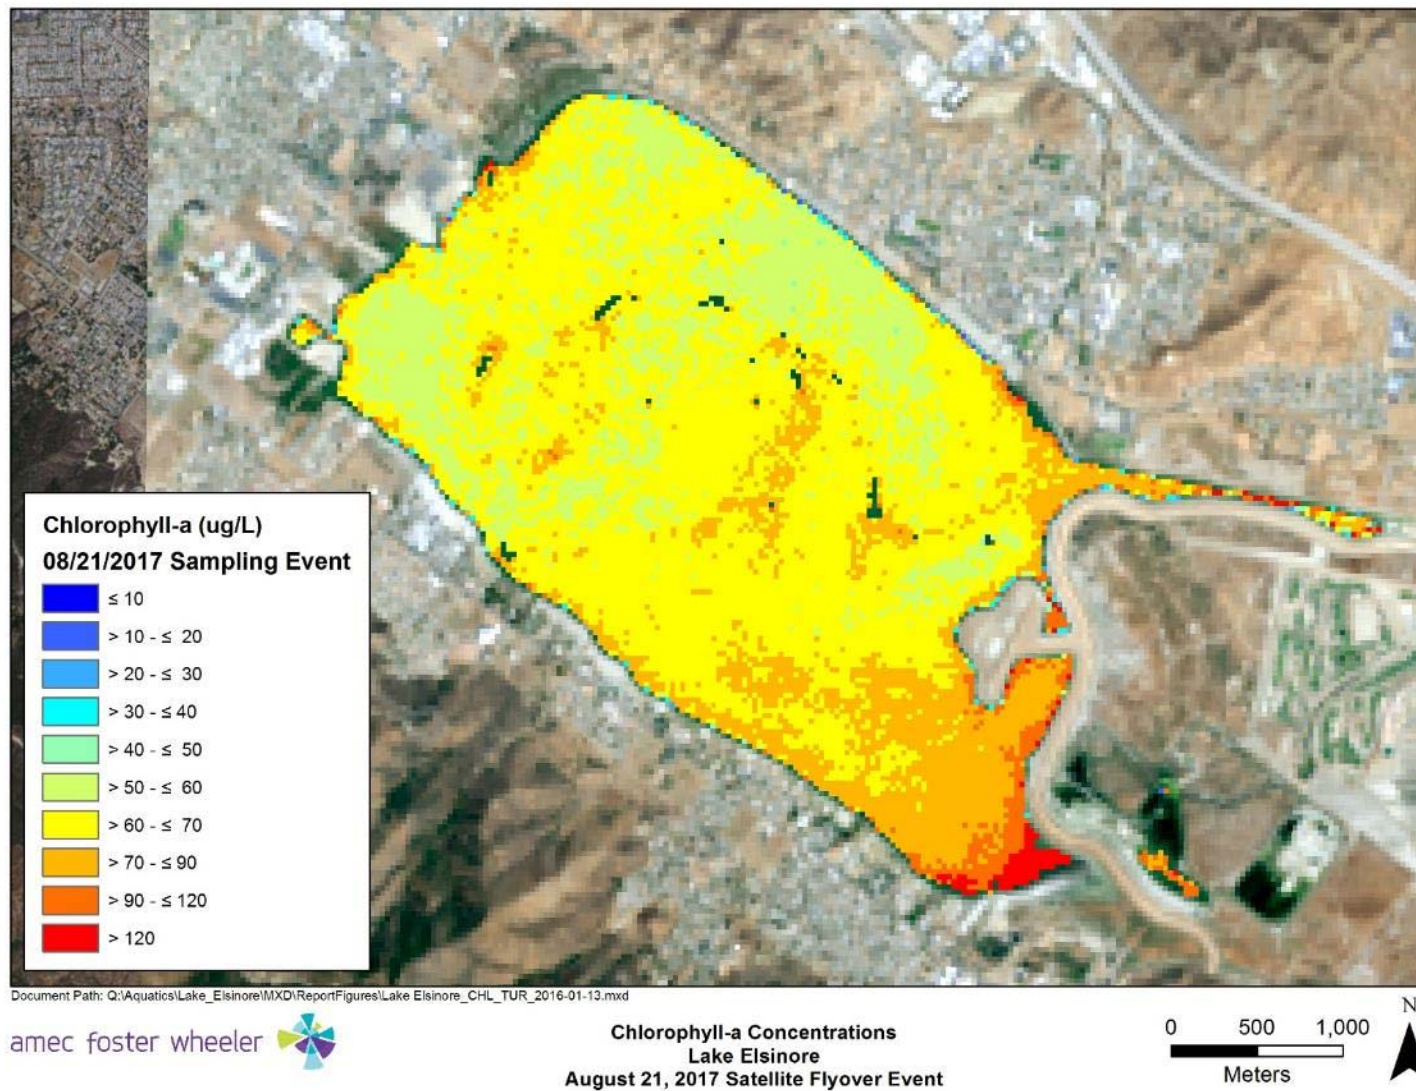 Chlorophyll-a (ug/L)
08/21/2017 Sampling Event
≤ 10
> 10 - ≤ 20
> 20 - ≤ 30
> 30 - ≤ 40
> 40 - ≤ 50
> 50 - ≤ 60
> 60 - ≤ 70
> 70 - ≤ 90
> 90 - ≤ 120
> 120
Document Path: Q:\Aquatics\Lake_Elsinore\MXD\ReportFigures\Lake Elsinore_CHL_TUR_2016-01-13.mxd
amec foster wheeler
Chlorophyll-a Concentrations
Lake Elsinore
August 21, 2017 Satellite Flyover Event
0 500 1,000
Meters
N